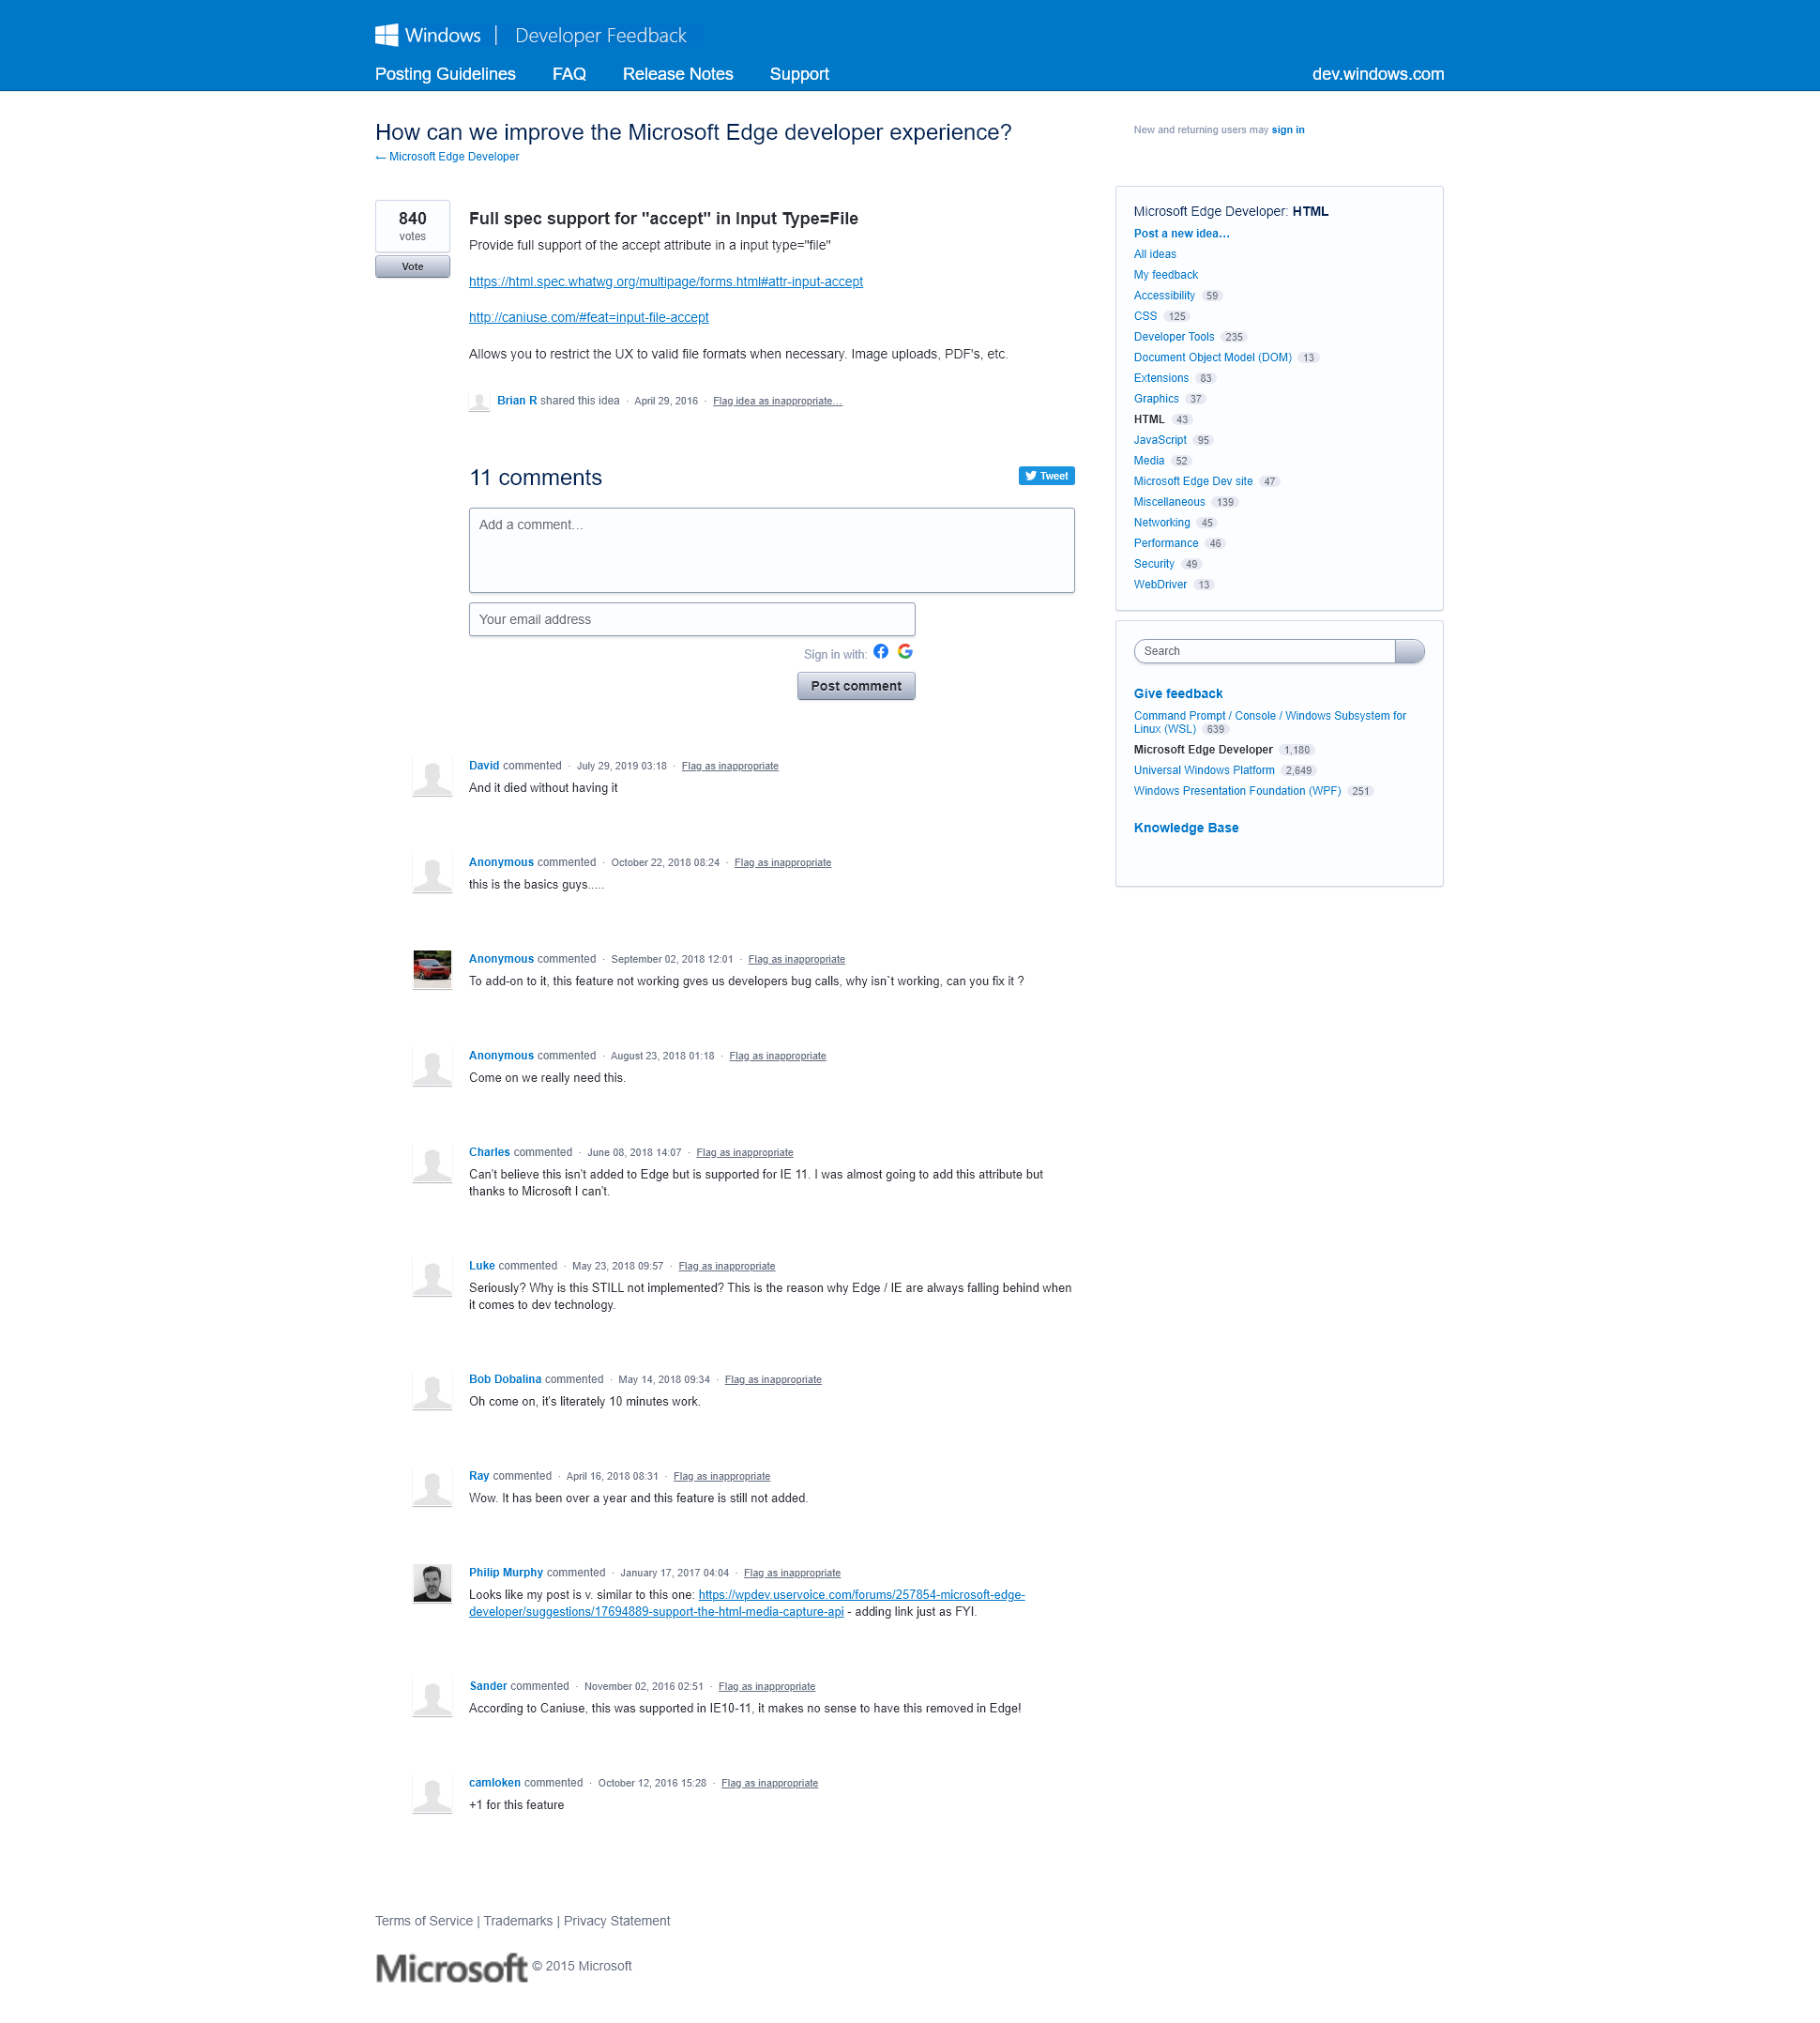 Windows | Developer Feedback
Posting Guidelines FAQ Release Notes Support dev.windows.com
How can we improve the Microsoft Edge developer experience?
New and returning users may sign in
← Microsoft Edge Developer
840
votes
Vote
Full spec support for "accept" in Input Type=File
Provide full support of the accept attribute in a input type="file"
https://html.spec.whatwg.org/multipage/forms.html#attr-input-accept
http://caniuse.com/#feat=input-file-accept
Allows you to restrict the UX to valid file formats when necessary. Image uploads, PDF's, etc.
Brian R shared this idea · April 29, 2016 · Flag idea as inappropriate…
11 comments
Tweet
Add a comment…
Your email address
Sign in with:
Post comment
David commented · July 29, 2019 03:18 · Flag as inappropriate
And it died without having it
Anonymous commented · October 22, 2018 08:24 · Flag as inappropriate
this is the basics guys.....
Anonymous commented · September 02, 2018 12:01 · Flag as inappropriate
To add-on to it, this feature not working gves us developers bug calls, why isn`t working, can you fix it ?
Anonymous commented · August 23, 2018 01:18 · Flag as inappropriate
Come on we really need this.
Charles commented · June 08, 2018 14:07 · Flag as inappropriate
Can't believe this isn't added to Edge but is supported for IE 11. I was almost going to add this attribute but
thanks to Microsoft I can't.
Luke commented · May 23, 2018 09:57 · Flag as inappropriate
Seriously? Why is this STILL not implemented? This is the reason why Edge / IE are always falling behind when
it comes to dev technology.
Bob Dobalina commented · May 14, 2018 09:34 · Flag as inappropriate
Oh come on, it's literately 10 minutes work.
Ray commented · April 16, 2018 08:31 · Flag as inappropriate
Wow. It has been over a year and this feature is still not added.
Philip Murphy commented · January 17, 2017 04:04 · Flag as inappropriate
Looks like my post is v. similar to this one: https://wpdev.uservoice.com/forums/257854-microsoft-edge-
developer/suggestions/17694889-support-the-html-media-capture-api - adding link just as FYI.
Sander commented · November 02, 2016 02:51 · Flag as inappropriate
According to Caniuse, this was supported in IE10-11, it makes no sense to have this removed in Edge!
camloken commented · October 12, 2016 15:28 · Flag as inappropriate
+1 for this feature
Microsoft Edge Developer: HTML
Post a new idea…
All ideas
My feedback
Accessibility 59
CSS 125
Developer Tools 235
Document Object Model (DOM) 13
Extensions 83
Graphics 37
HTML 43
JavaScript 95
Media 52
Microsoft Edge Dev site 47
Miscellaneous 139
Networking 45
Performance 46
Security 49
WebDriver 13
Search
Give feedback
Command Prompt / Console / Windows Subsystem for
Linux (WSL) 639
Microsoft Edge Developer 1,180
Universal Windows Platform 2,649
Windows Presentation Foundation (WPF) 251
Knowledge Base
Terms of Service | Trademarks | Privacy Statement
Microsoft © 2015 Microsoft